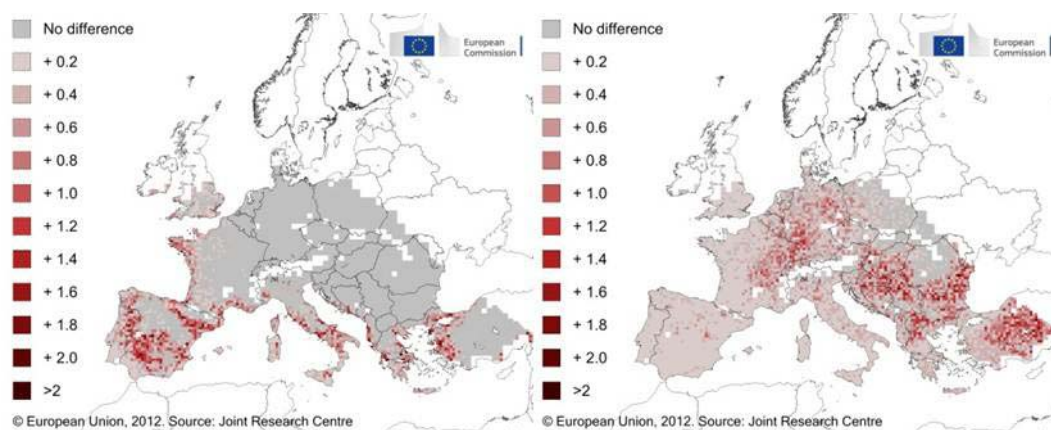 No difference
+ 0.2
+ 0.4
+ 0.6
+ 0.8
+ 1.0
+ 1.2
+ 1.4
+ 1.6
+ 1.8
+ 2.0
>2
European
Commission
© European Union, 2012. Source: Joint Research Centre
No difference
+ 0.2
+ 0.4
+ 0.6
+ 0.8
+ 1.0
+ 1.2
+ 1.4
+ 1.6
+ 1.8
+ 2.0
>2
European
Commission
© European Union, 2012. Source: Joint Research Centre